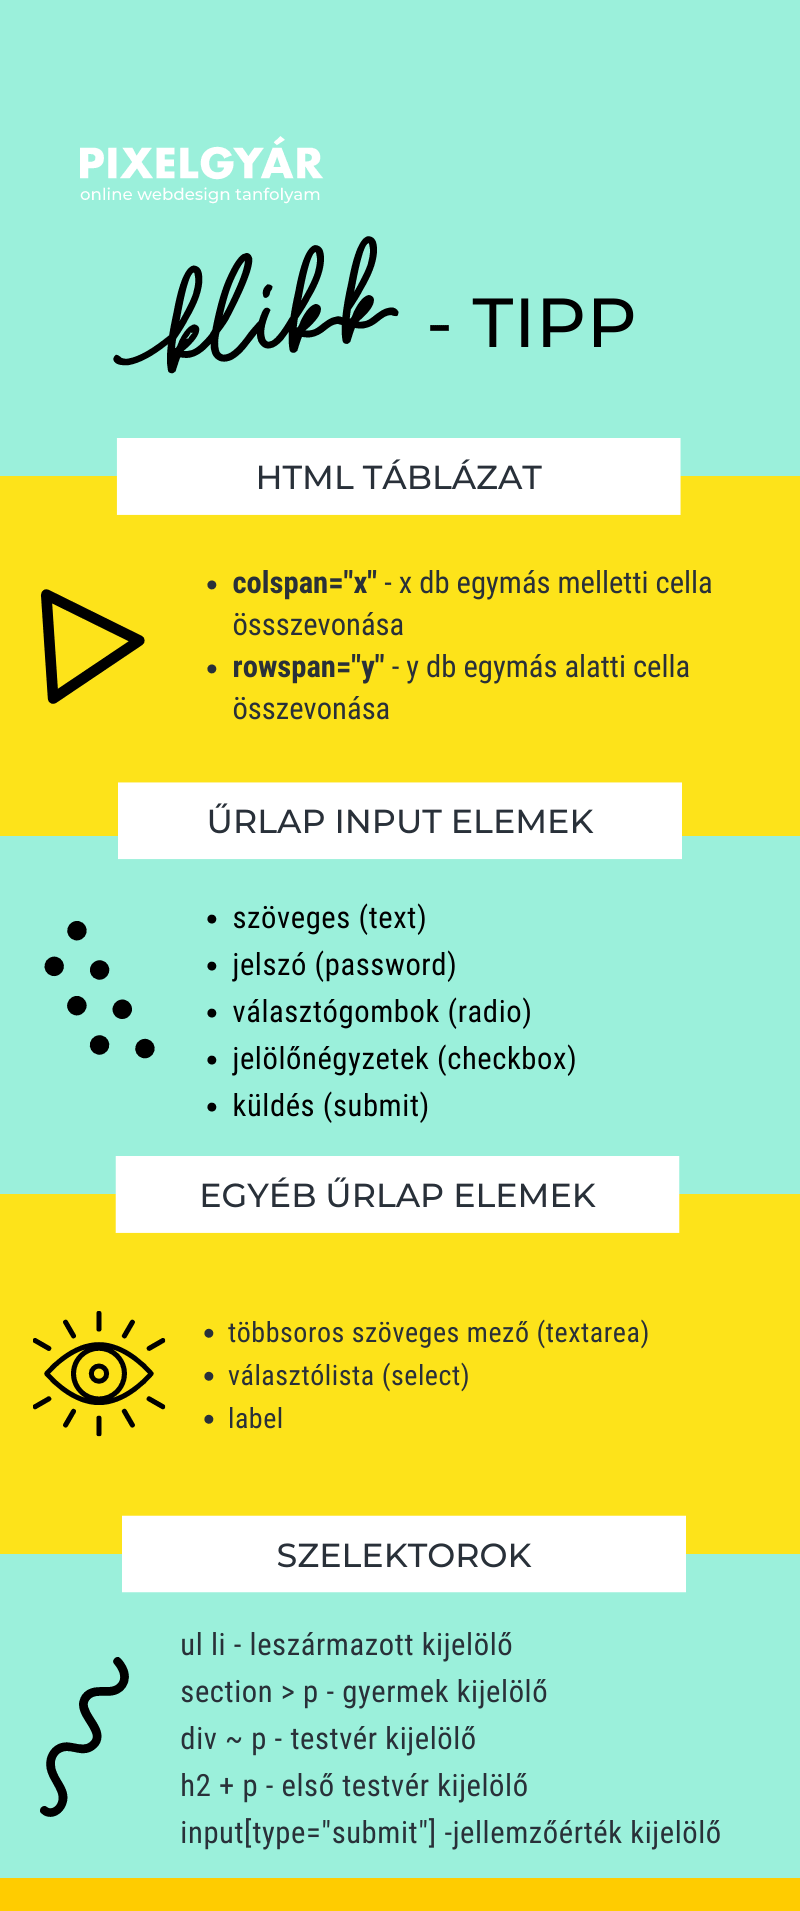 PIXELGYÁR
online webdesign tanfolyam
klikk - TIPP
HTML TÁBLÁZAT
• colspan="x" - x db egymás melletti cella
össszevonása
• rowspan="y" - y db egymás alatti cella
összevonása
ŰRLAP INPUT ELEMEK
• szöveges (text)
• jelszó (password)
• választógombok (radio)
• jelölőnégyzetek (checkbox)
• küldés (submit)
EGYÉB ŰRLAP ELEMEK
• többsoros szöveges mező (textarea)
• választólista (select)
• label
SZELEKTOROK
ul li - leszármazott kijelölő
section > p - gyermek kijelölő
div ~ p - testvér kijelölő
h2 + p - első testvér kijelölő
input[type="submit"] -jellemzőérték kijelölő